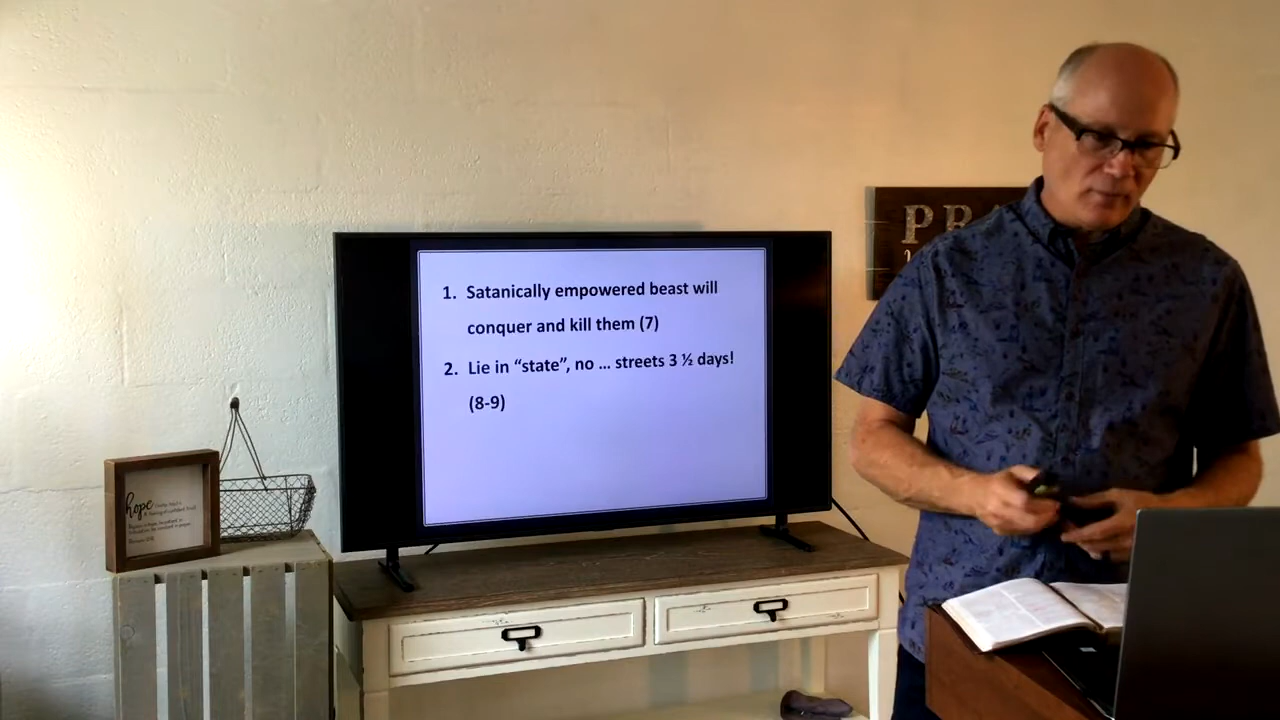 1. Satanically empowered beast will
conquer and kill them (7)
2. Lie in “state”, no ... streets 3 ½ days!
(8-9)
hope
PRA